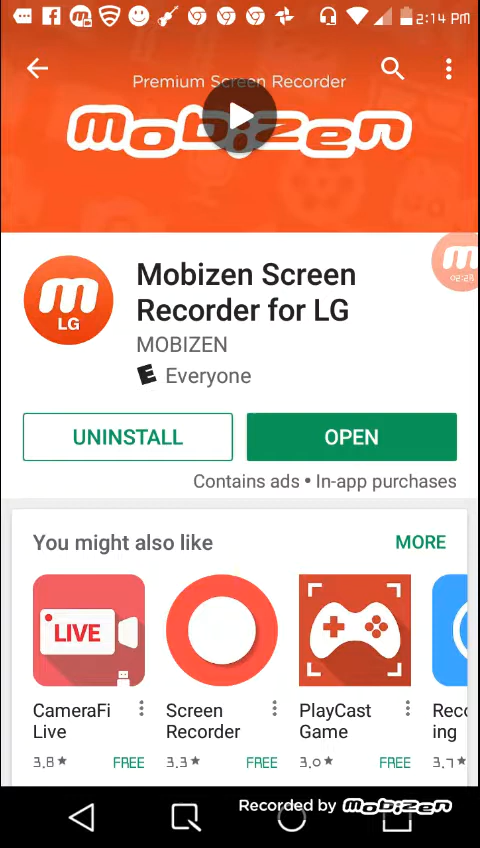 2:14 PM
Premium Screen Recorder
mobizen
m
LG
Mobizen Screen
Recorder for LG
MOBIZEN
E Everyone
m
02:28
UNINSTALL
OPEN
Contains ads • In-app purchases
You might also like
MORE
LIVE
CameraFi
Live
3.8★
FREE
Screen
Recorder
3.3★
FREE
PlayCast
Game
3.0★
FREE
Reco
ing
3.7★
Recorded by mobizen